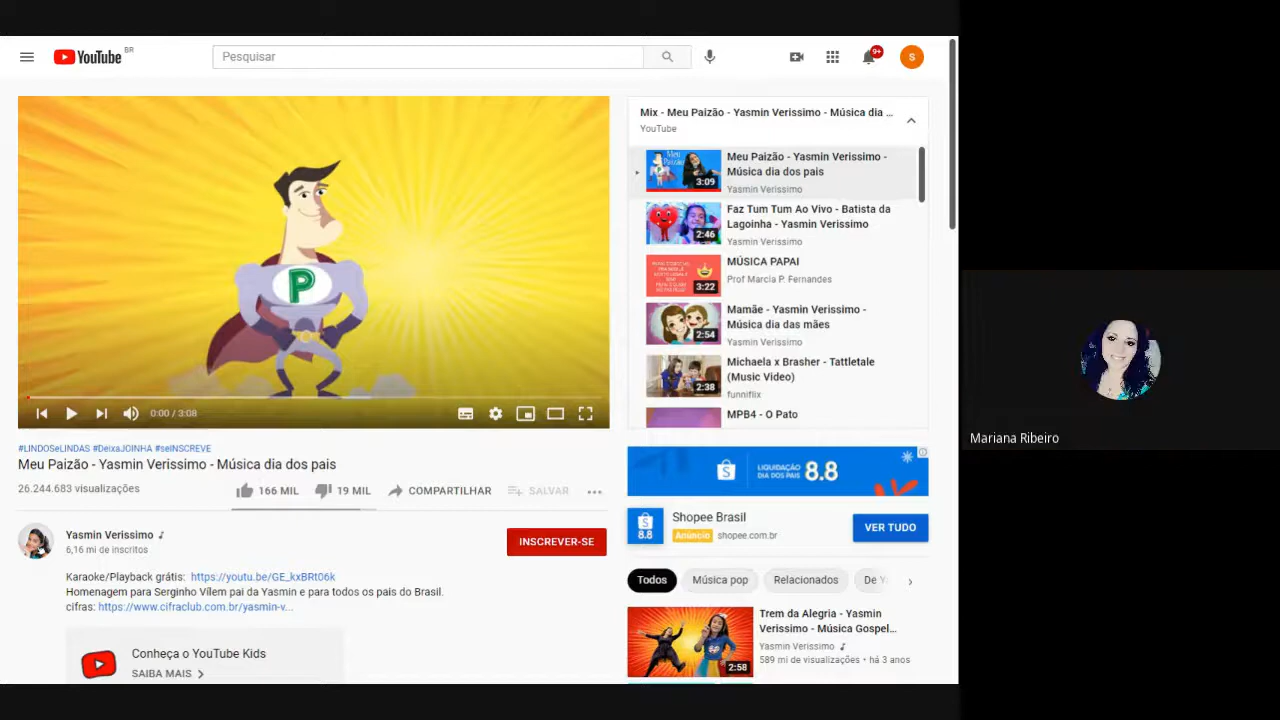 YouTube BR
Pesquisar
9+
S
P
0:00 / 3:08
#LINDOSeLINDAS #DeixaJOINHA #seINSCREVE
Meu Paizão - Yasmin Verissimo - Música dia dos pais
26.244.683 visualizações
166 MIL
19 MIL
COMPARTILHAR
SALVAR
Yasmin Verissimo
6,16 mi de inscritos
INSCREVER-SE
Karaoke/Playback grátis: https://youtu.be/GE_kxBRt06k
Homenagem para Serginho Vílem pai da Yasmin e para todos os pais do Brasil.
cifras: https://www.cifraclub.com.br/yasmin-v...
Conheça o YouTube Kids
SAIBA MAIS
Mix - Meu Paizão - Yasmin Verissimo - Música dia ...
YouTube
Meu Paizão
3:09
Meu Paizão - Yasmin Verissimo -
Música dia dos pais
Yasmin Verissimo
2:46
Faz Tum Tum Ao Vivo - Batista da
Lagoinha - Yasmin Verissimo
Yasmin Verissimo
3:22
MÚSICA PAPAI
Prof Marcia P. Fernandes
2:54
Mamãe - Yasmin Verissimo -
Música dia das mães
Yasmin Verissimo
2:38
Michaela x Brasher - Tattletale
(Music Video)
funniflix
MPB4 - O Pato
LIQUIDAÇÃO
DIA DOS PAIS
8.8
8.8
Shopee Brasil
Anúncio shopee.com.br
VER TUDO
Todos
Música pop
Relacionados
De Y
2:58
Trem da Alegria - Yasmin
Verissimo - Música Gospel...
Yasmin Verissimo
589 mi de visualizações • há 3 anos
Mariana Ribeiro